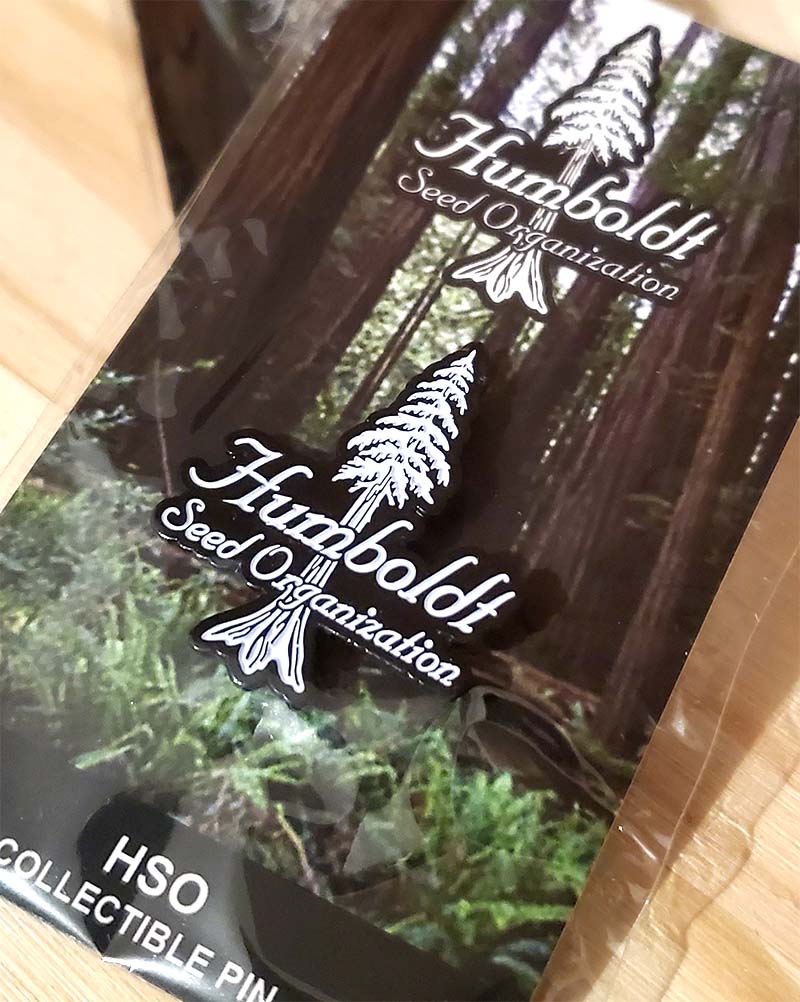 Humboldt
Seed Organization
Humboldt
Seed Organization
HSO
COLLECTIBLE PIN